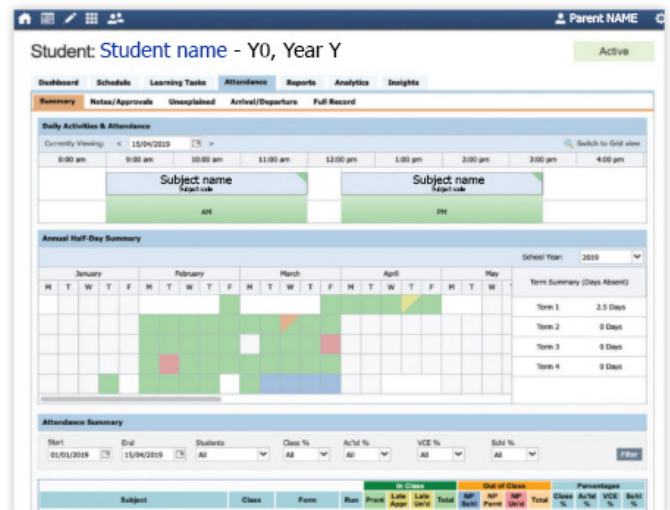 Parent NAME
Student: Student name - Y0, Year Y
Active
Dashboard Schedule Learning Tasks Attendance Reports Analytics Insights
Summary Notes/Approvals Unexplained Arrival/Departure Full Record
Daily Activities & Attendance
Currently Viewing: < 15/04/2019 > Switch to Grid view
8:00 am 9:00 am 10:00 am 11:00 am 12:00 pm 1:00 pm 2:00 pm 3:00 pm 4:00 pm
Subject name Subject name
Subject code Subject code
AM PM
Annual Half-Day Summary
School Year: 2019
January February March April May
M T W T F M T W T F M T W T F M T W T F M T W
Term Summary (Days Absent)
Term 1 2.5 Days
Term 2 0 Days
Term 3 0 Days
Term 4 0 Days
Attendance Summary
Start End Students Class % Ac'td % VCE % Schl %
01/01/2019 15/04/2019 All All All All All Filter
In Class Out of Class Percentages
Subject Class Form Run Prsnt Late Appr Late Un'd Total NP Schl NP Parnt NP Un'd Total Class % Ac'td % VCE % Schl %